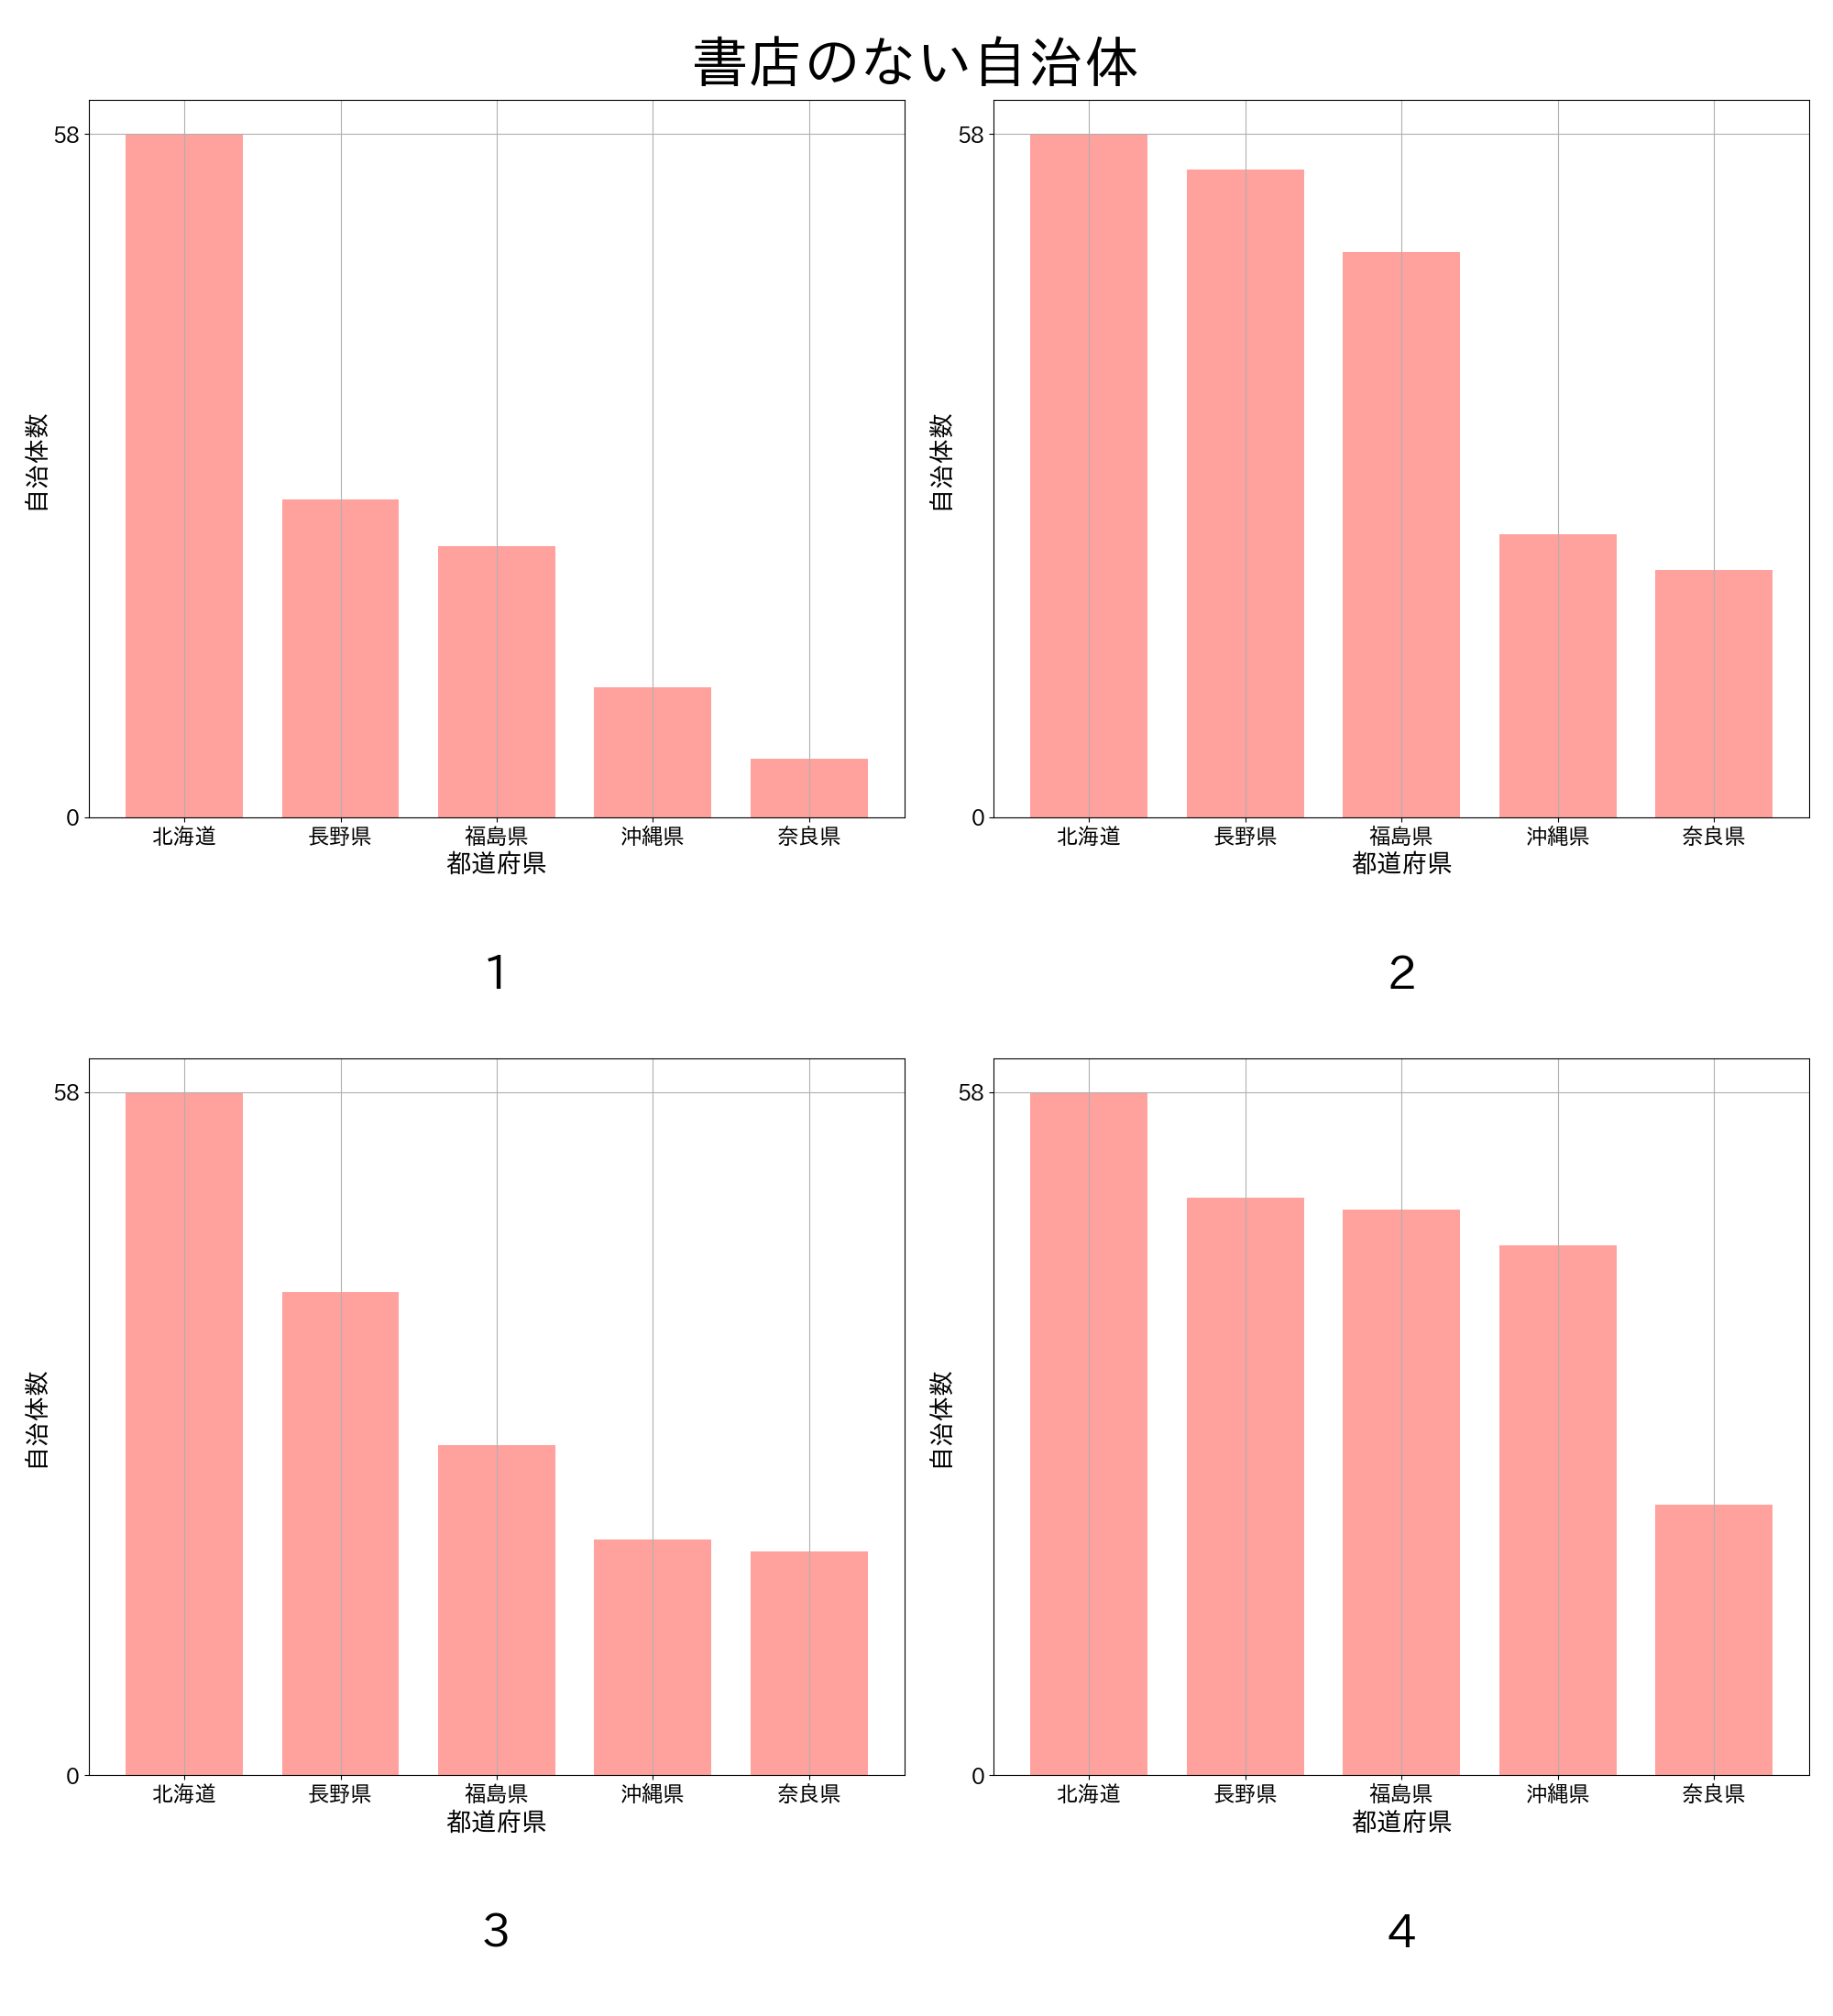 書店のない自治体
58
0
自治体数
北海道 長野県 福島県 沖縄県 奈良県
都道府県
1
58
0
自治体数
北海道 長野県 福島県 沖縄県 奈良県
都道府県
2
58
0
自治体数
北海道 長野県 福島県 沖縄県 奈良県
都道府県
3
58
0
自治体数
北海道 長野県 福島県 沖縄県 奈良県
都道府県
4